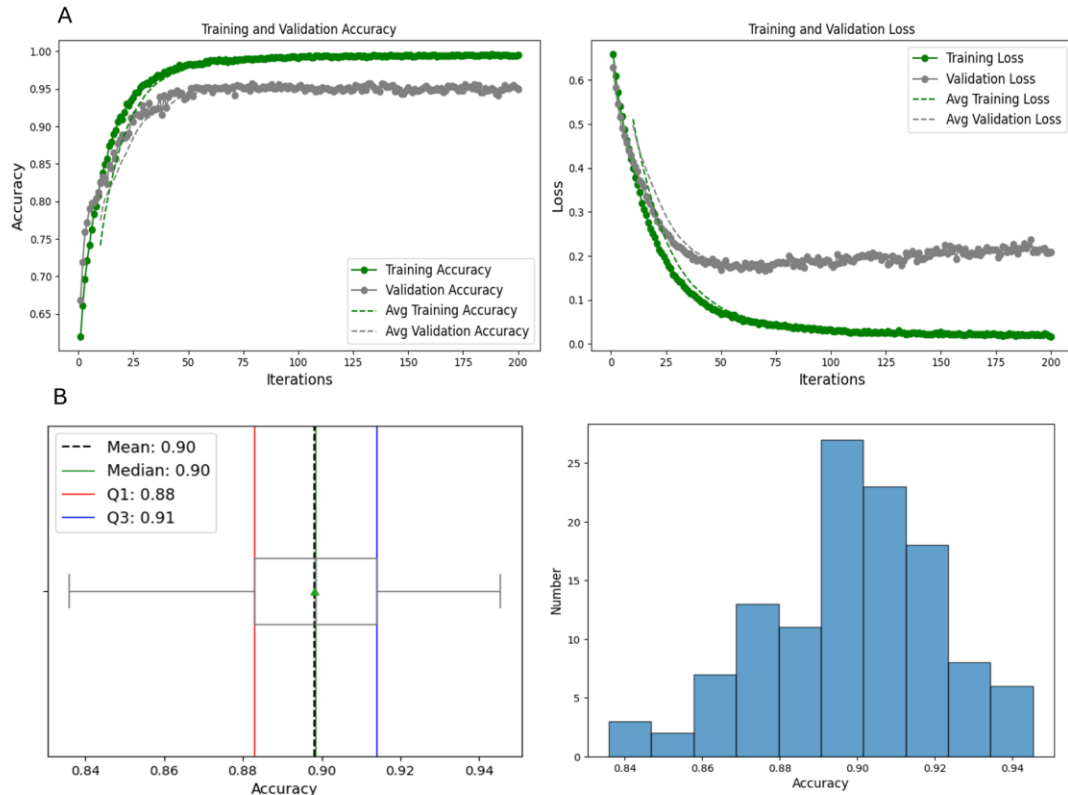 A
Training and Validation Accuracy
1.00
0.95
0.90
0.85
0.80
0.75
0.70
0.65
Accuracy
Training Accuracy
Validation Accuracy
Avg Training Accuracy
Avg Validation Accuracy
0 25 50 75 100 125 150 175 200
Iterations
Training and Validation Loss
0.6
0.5
0.4
0.3
0.2
0.1
0.0
Loss
Training Loss
Validation Loss
Avg Training Loss
Avg Validation Loss
0 25 50 75 100 125 150 175 200
Iterations
B
Mean: 0.90
Median: 0.90
Q1: 0.88
Q3: 0.91
0.84 0.86 0.88 0.90 0.92 0.94
Accuracy
25
20
15
10
5
0
Number
0.84 0.86 0.88 0.90 0.92 0.94
Accuracy